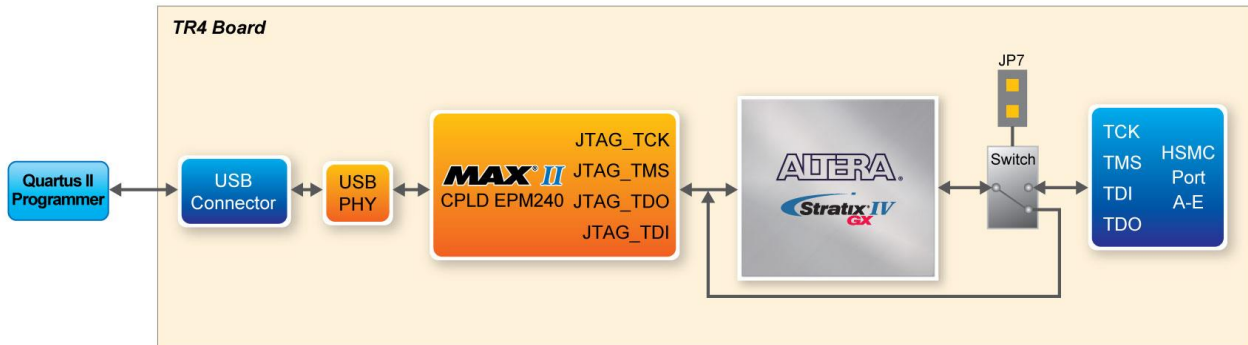 TR4 Board
Quartus II
Programmer
USB
Connector
USB
PHY
MAX® II
CPLD EPM240
JTAG_TCK
JTAG_TMS
JTAG_TDO
JTAG_TDI
ALTERA®
Stratix® IV
GX
JP7
Switch
TCK
TMS
TDI
TDO
HSMC
Port
A-E